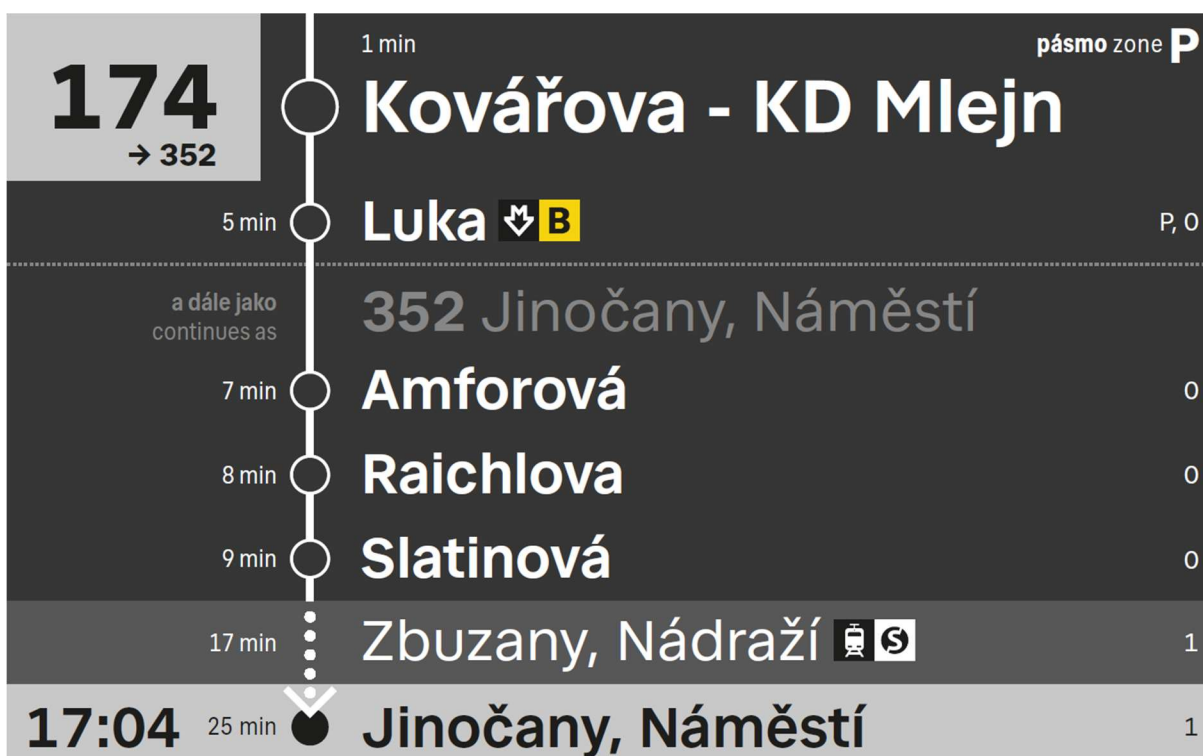 174
→ 352
1 min
pásmo zone P
Kovářova - KD Mlejn
5 min Luka B P, 0
a dále jako
continues as
352 Jinočany, Náměstí
7 min Amforová 0
8 min Raichlova 0
9 min Slatinová 0
17 min Zbuzany, Nádraží S 1
17:04 25 min Jinočany, Náměstí 1